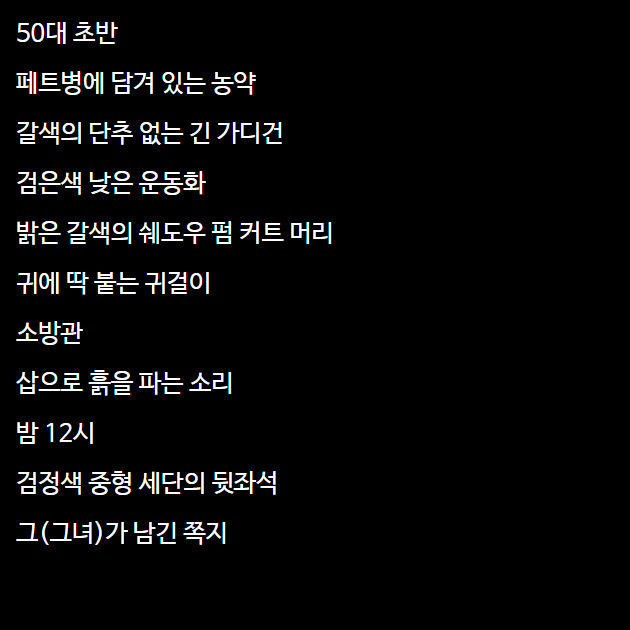 50대 초반
페트병에 담겨 있는 농약
갈색의 단추 없는 긴 가디건
검은색 낮은 운동화
밝은 갈색의 쉐도우 펌 커트 머리
귀에 딱 붙는 귀걸이
소방관
삽으로 흙을 파는 소리
밤 12시
검정색 중형 세단의 뒷좌석
그(그녀)가 남긴 쪽지